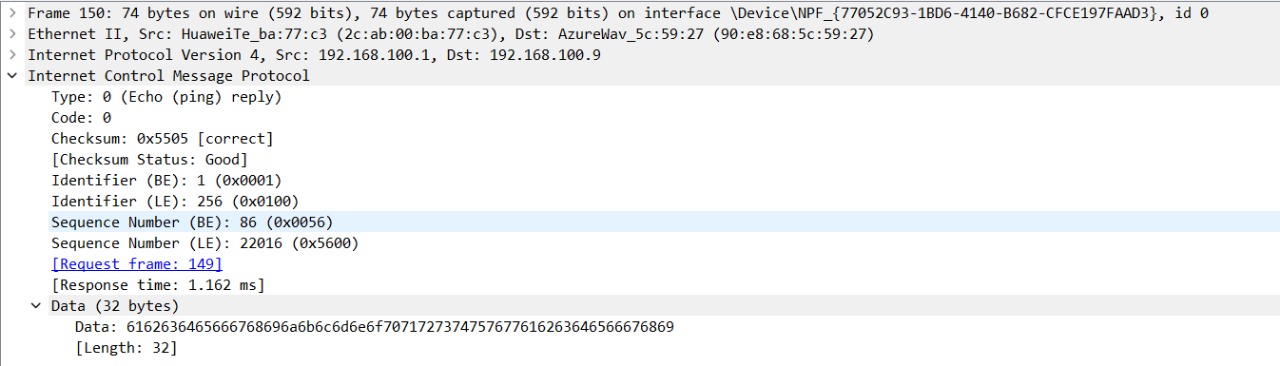 Frame 150: 74 bytes on wire (592 bits), 74 bytes captured (592 bits) on interface \Device\NPF_{77052C93-1BD6-4140-B682-CFCE197FAAD3}, id 0
Ethernet II, Src: HuaweiTe_ba:77:c3 (2c:ab:00:ba:77:c3), Dst: AzureWav_5c:59:27 (90:e8:68:5c:59:27)
Internet Protocol Version 4, Src: 192.168.100.1, Dst: 192.168.100.9
Internet Control Message Protocol
Type: 0 (Echo (ping) reply)
Code: 0
Checksum: 0x5505 [correct]
[Checksum Status: Good]
Identifier (BE): 1 (0x0001)
Identifier (LE): 256 (0x0100)
Sequence Number (BE): 86 (0x0056)
Sequence Number (LE): 22016 (0x5600)
[Request frame: 149]
[Response time: 1.162 ms]
Data (32 bytes)
Data: 6162636465666768696a6b6c6d6e6f7071727374757677616263646566676869
[Length: 32]